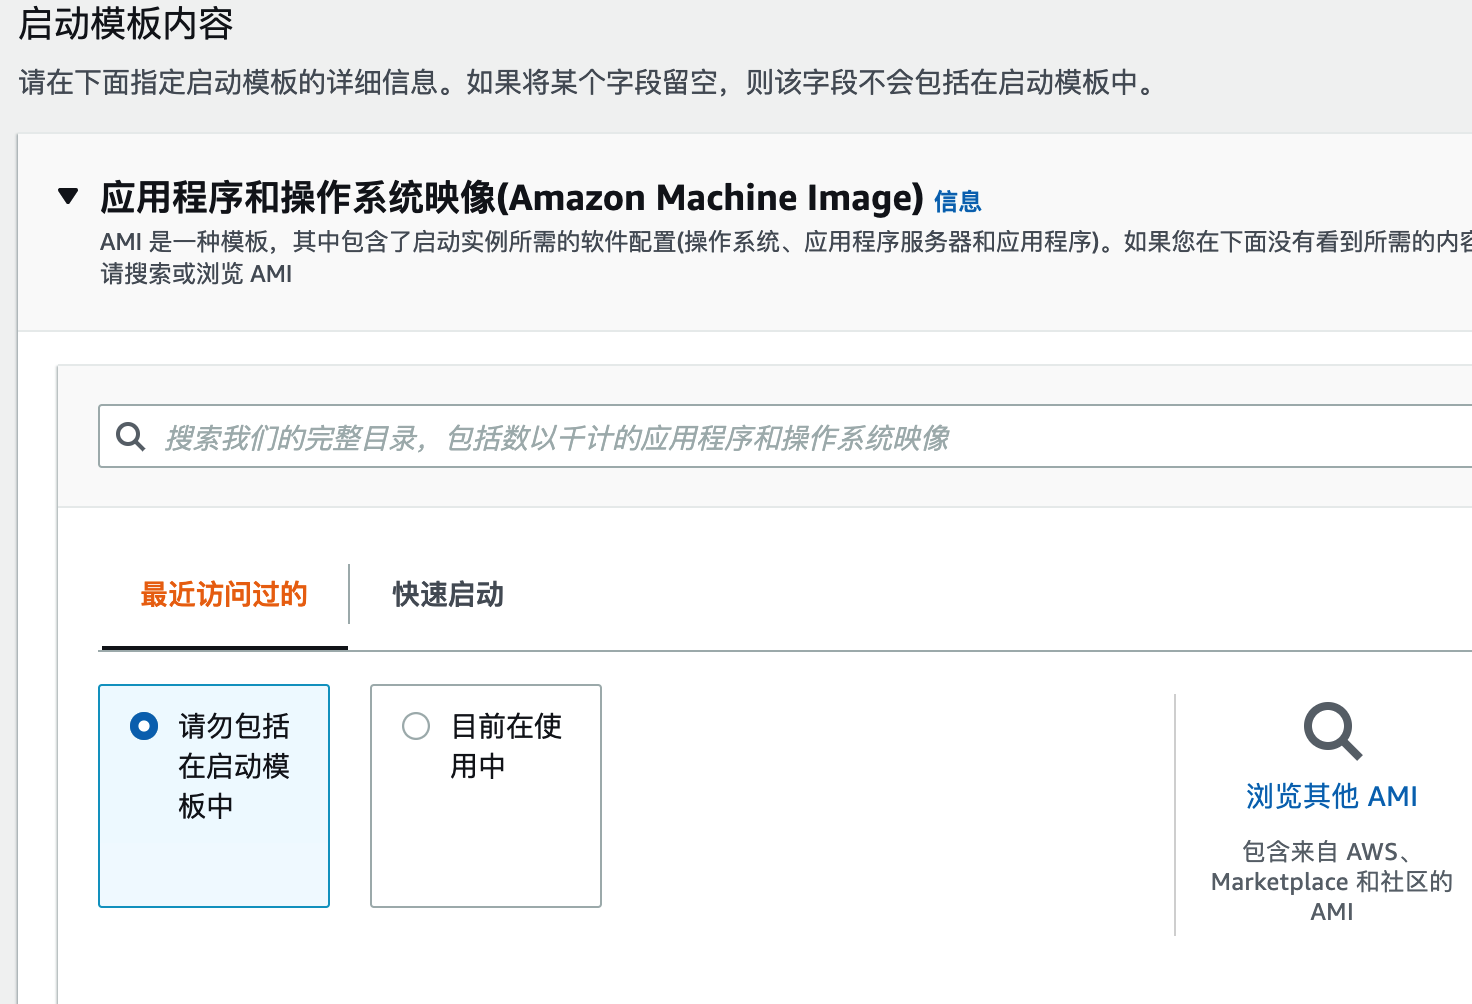 启动模板内容
请在下面指定启动模板的详细信息。如果将某个字段留空，则该字段不会包括在启动模板中。
应用程序和操作系统映像(Amazon Machine Image) 信息
AMI 是一种模板，其中包含了启动实例所需的软件配置(操作系统、应用程序服务器和应用程序)。如果您在下面没有看到所需的内容
请搜索或浏览 AMI
搜索我们的完整目录，包括数以千计的应用程序和操作系统映像
最近访问过的
快速启动
请勿包括
在启动模
板中
目前在使
用中
浏览其他 AMI
包含来自 AWS、
Marketplace 和社区的
AMI